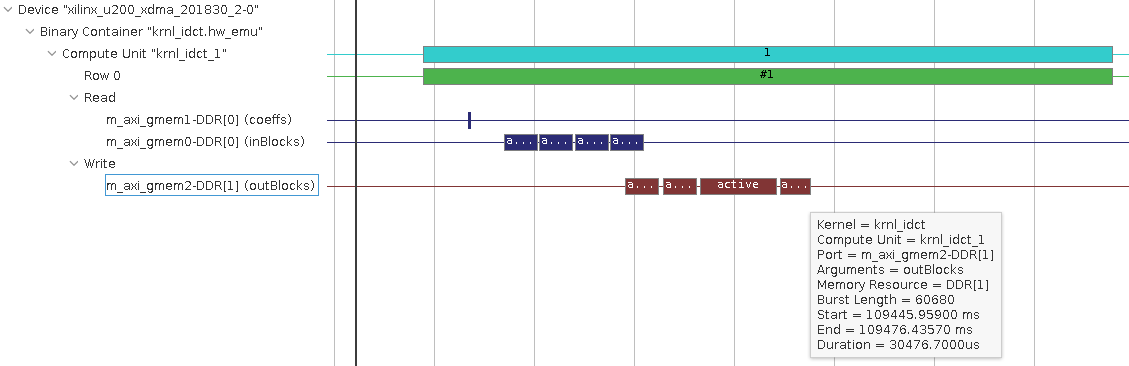 Device "xilinx_u200_xdma_201830_2-0"
Binary Container "krnl_idct.hw_emu"
Compute Unit "krnl_idct_1"
1
Row 0
#1
Read
m_axi_gmem1-DDR[0] (coeffs)
m_axi_gmem0-DDR[0] (inBlocks)
a... a... a... a...
Write
m_axi_gmem2-DDR[1] (outBlocks)
a... a... active a...
Kernel = krnl_idct
Compute Unit = krnl_idct_1
Port = m_axi_gmem2-DDR[1]
Arguments = outBlocks
Memory Resource = DDR[1]
Burst Length = 60680
Start = 109445.95900 ms
End = 109476.43570 ms
Duration = 30476.7000us